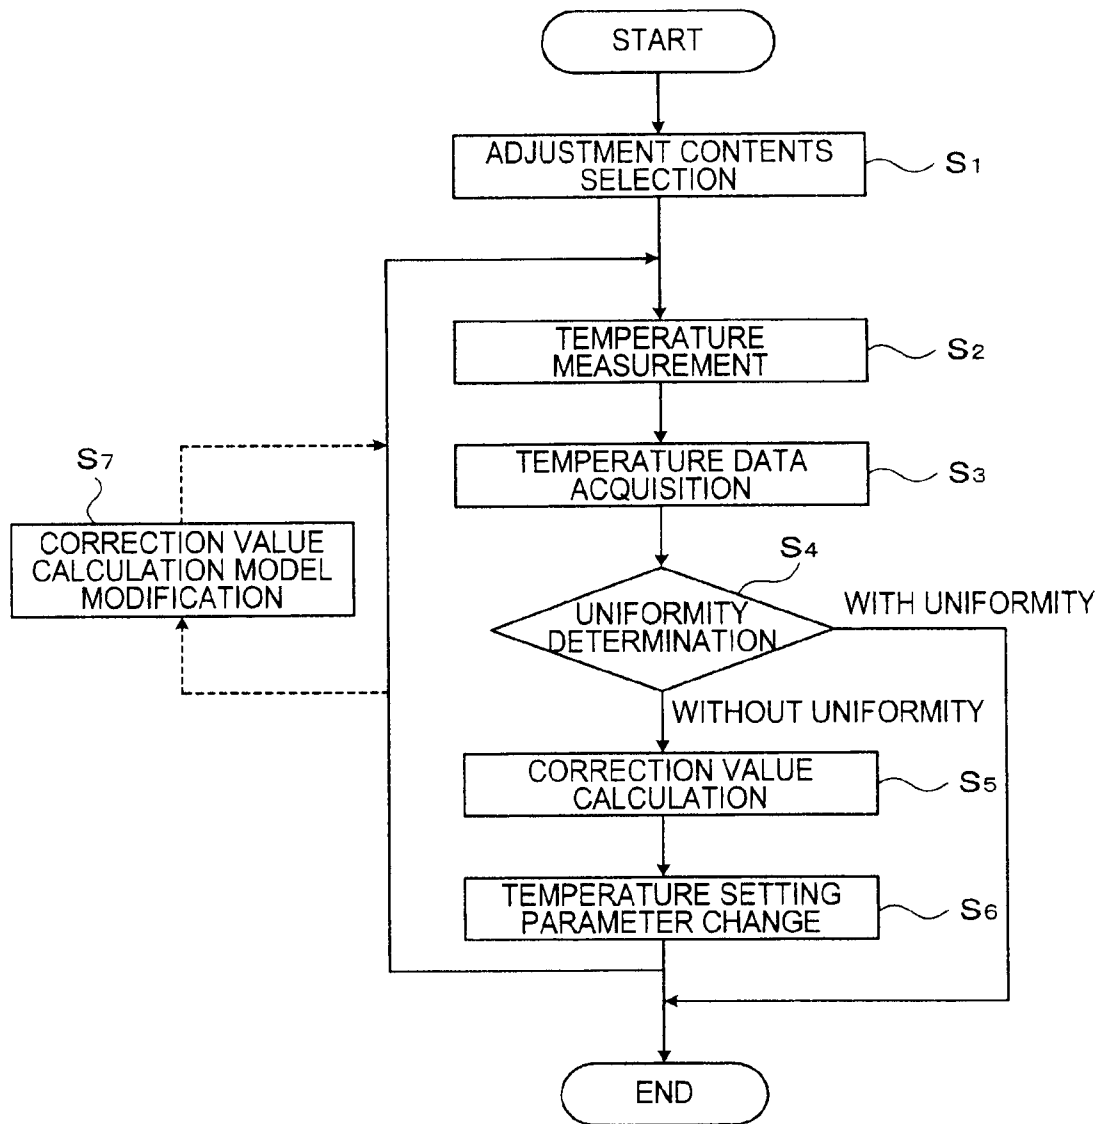 START
ADJUSTMENT CONTENTS
SELECTION
S1
TEMPERATURE
MEASUREMENT
S2
TEMPERATURE DATA
ACQUISITION
S3
S7
CORRECTION VALUE
CALCULATION MODEL
MODIFICATION
S4
UNIFORMITY
DETERMINATION
WITH UNIFORMITY
WITHOUT UNIFORMITY
CORRECTION VALUE
CALCULATION
S5
TEMPERATURE SETTING
PARAMETER CHANGE
S6
END